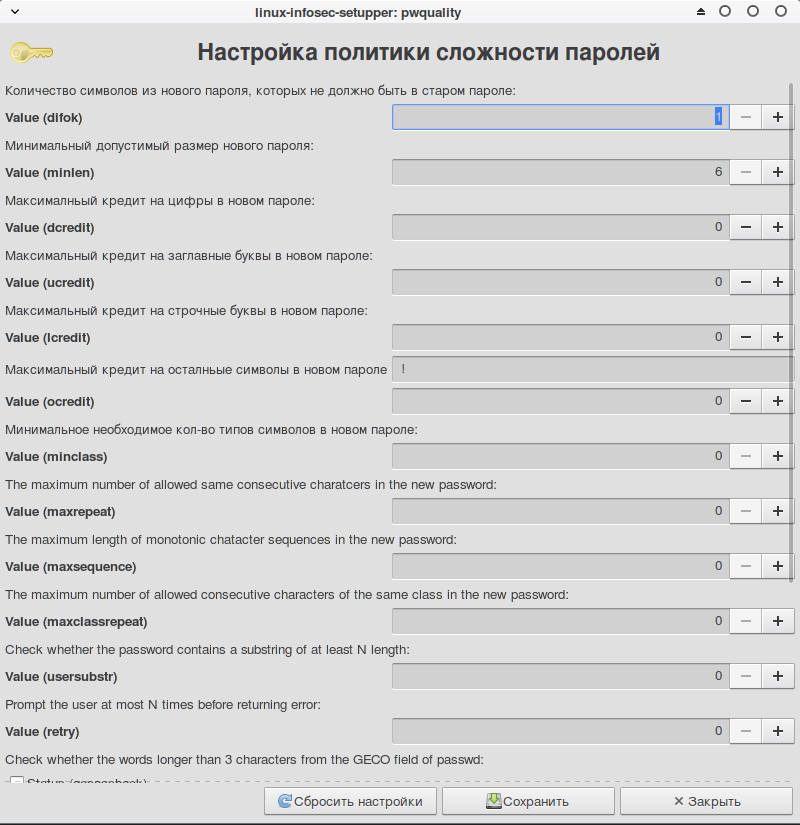 linux-infosec-setupper: pwquality
Настройка политики сложности паролей
Количество символов из нового пароля, которых не должно быть в старом пароле:
Value (difok) 1
Минимальный допустимый размер нового пароля:
Value (minlen) 6
Максималньый кредит на цифры в новом пароле:
Value (dcredit) 0
Максимальный кредит на заглавные буквы в новом пароле:
Value (ucredit) 0
Максимальный кредит на строчные буквы в новом пароле:
Value (lcredit) 0
Максимальный кредит на осталньые символы в новом пароле !
Value (ocredit) 0
Минимальное необходимое кол-во типов символов в новом пароле:
Value (minclass) 0
The maximum number of allowed same consecutive charatcers in the new password:
Value (maxrepeat) 0
The maximum length of monotonic chatacter sequences in the new password:
Value (maxsequence) 0
The maximum number of allowed consecutive characters of the same class in the new password:
Value (maxclassrepeat) 0
Check whether the password contains a substring of at least N length:
Value (usersubstr) 0
Prompt the user at most N times before returning error:
Value (retry) 0
Check whether the words longer than 3 characters from the GECO field of passwd:
Сбросить настройки Сохранить Закрыть